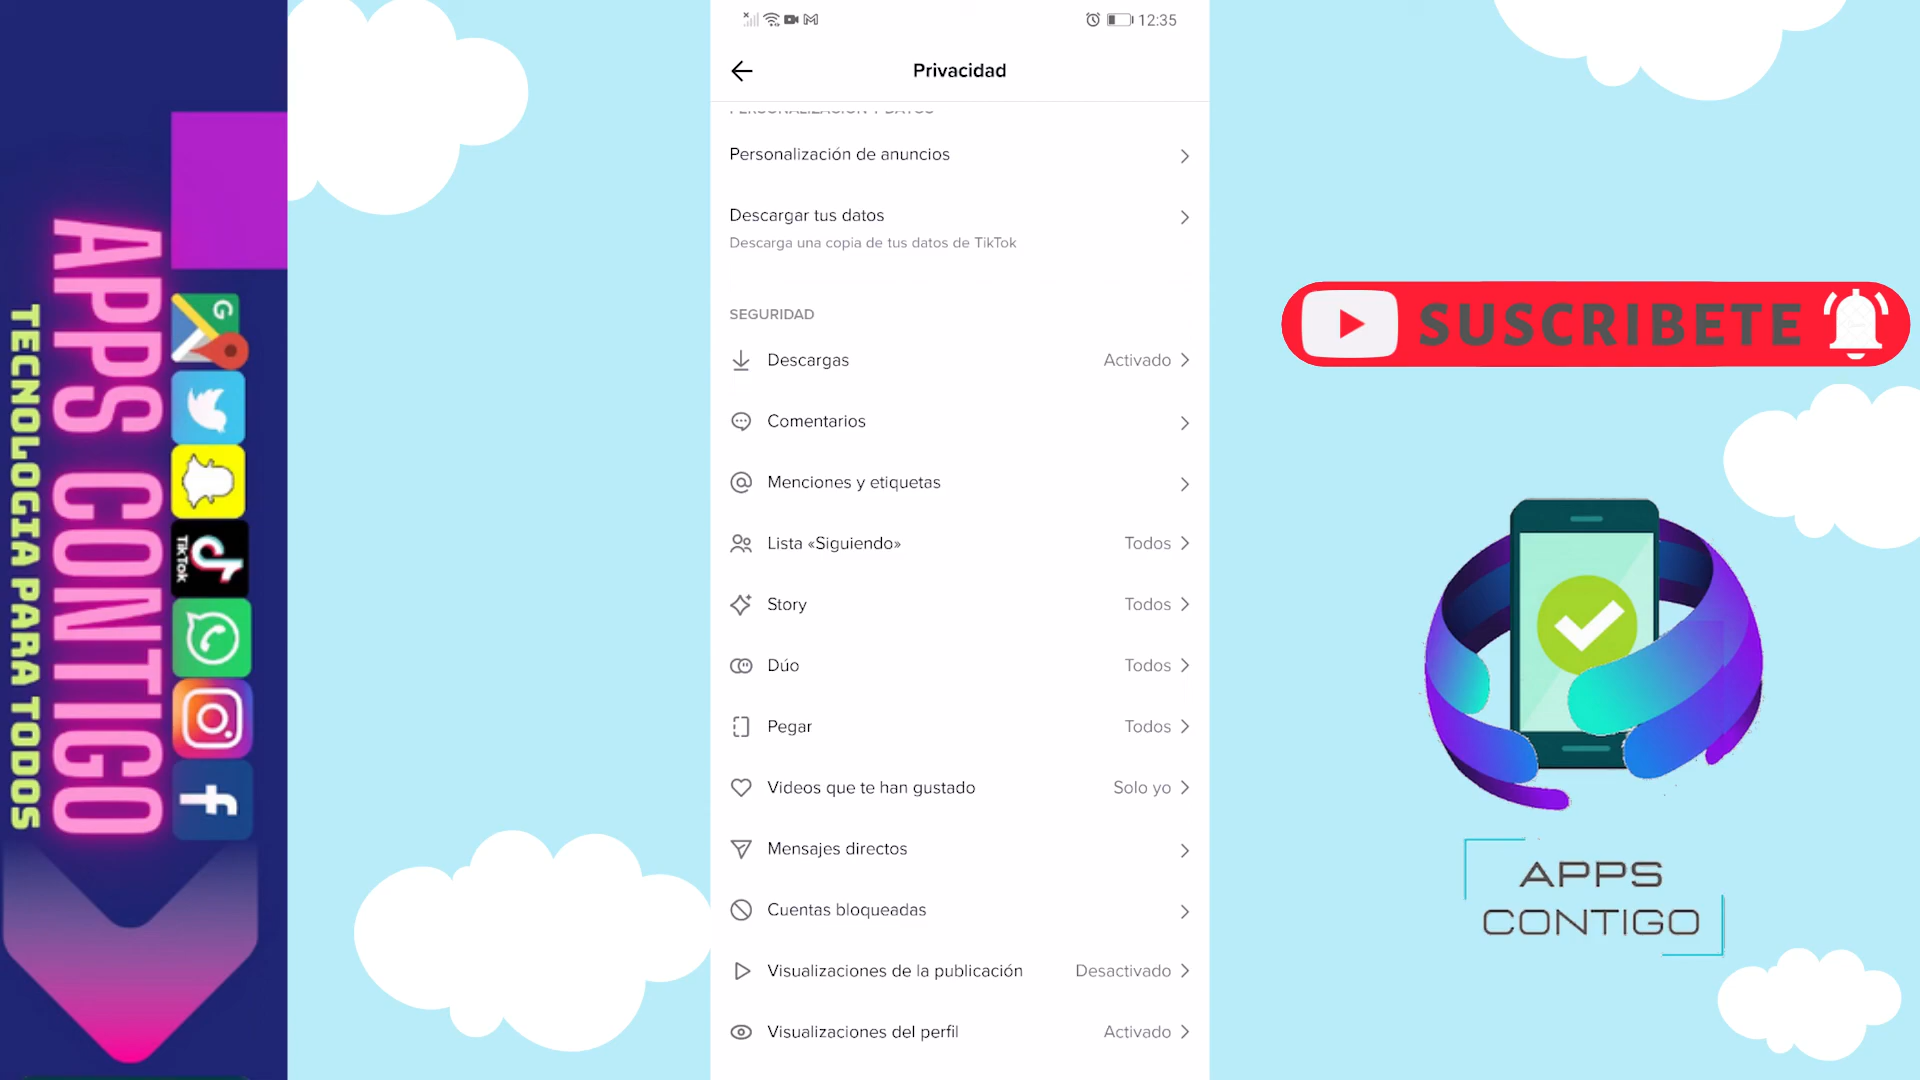 APPS CONTIGO
TECNOLOGIA PARA TODOS
G
TikTok
12:35
Privacidad
PERSONALIZACIÓN Y DATOS
Personalización de anuncios
Descargar tus datos
Descarga una copia de tus datos de TikTok
SEGURIDAD
Descargas Activado
Comentarios
Menciones y etiquetas
Lista «Siguiendo» Todos
Story Todos
Dúo Todos
Pegar Todos
Videos que te han gustado Solo yo
Mensajes directos
Cuentas bloqueadas
Visualizaciones de la publicación Desactivado
Visualizaciones del perfil Activado
SUSCRIBETE
APPS
CONTIGO